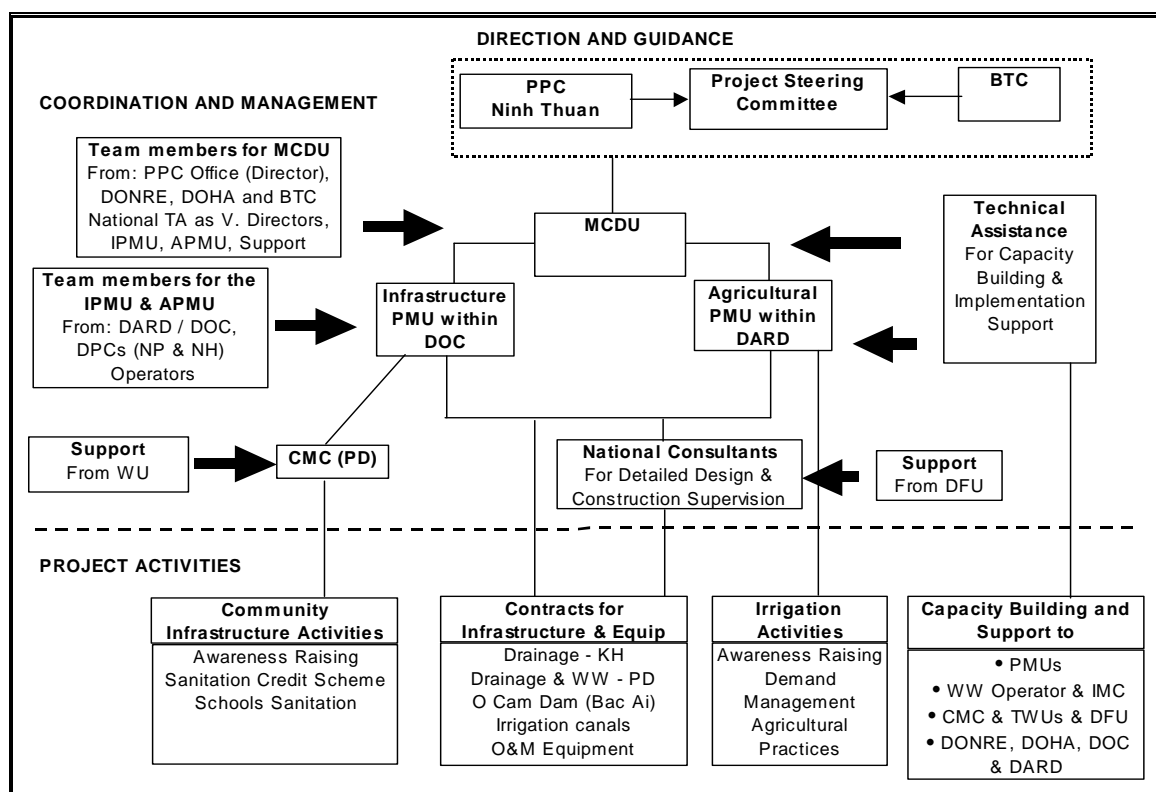 DIRECTION AND GUIDANCE
PPC
Ninh Thuan
Project Steering
Committee
BTC
COORDINATION AND MANAGEMENT
Team members for MCDU
From: PPC Office (Director),
DONRE, DOHA and BTC
National TA as V. Directors,
IPMU, APMU, Support
MCDU
Technical
Assistance
For Capacity
Building &
Implementation
Support
Team members for the
IPMU & APMU
From: DARD / DOC,
DPCs (NP & NH)
Operators
Infrastructure
PMU within
DOC
Agricultural
PMU within
DARD
Support
From WU
CMC (PD)
National Consultants
For Detailed Design &
Construction Supervision
Support
From DFU
PROJECT ACTIVITIES
Community
Infrastructure Activities
Awareness Raising
Sanitation Credit Scheme
Schools Sanitation
Contracts for
Infrastructure & Equip
Drainage - KH
Drainage & WW - PD
O Cam Dam (Bac Ai)
Irrigation canals
O&M Equipment
Irrigation
Activities
Awareness Raising
Demand
Management
Agricultural
Practices
Capacity Building and
Support to
• PMUs
• WW Operator & IMC
• CMC & TWUs & DFU
• DONRE, DOHA, DOC
& DARD